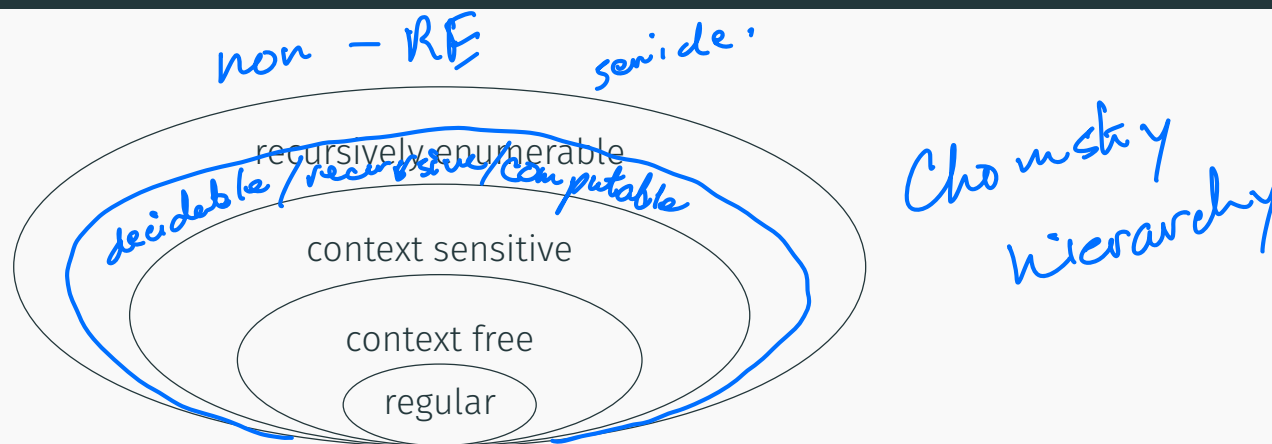 non - RE
semide.
recursively enumerable
decidable/recursive/computable
Chomsky
hierarchy
context sensitive
context free
regular